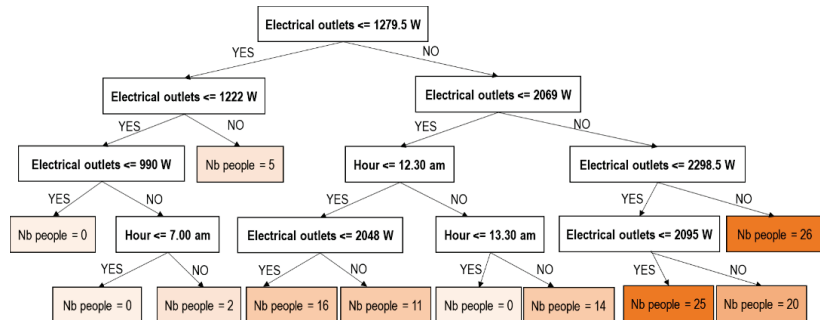 Electrical outlets <= 1279.5 W
YES
NO
Electrical outlets <= 1222 W
Electrical outlets <= 2069 W
YES
NO
YES
NO
Electrical outlets <= 990 W
Nb people = 5
Hour <= 12.30 am
Electrical outlets <= 2298.5 W
YES
NO
YES
NO
YES
NO
Nb people = 0
Hour <= 7.00 am
Electrical outlets <= 2048 W
Hour <= 13.30 am
Electrical outlets <= 2095 W
Nb people = 26
YES
NO
YES
NO
YES
NO
YES
NO
Nb people = 0
Nb people = 2
Nb people = 16
Nb people = 11
Nb people = 0
Nb people = 14
Nb people = 25
Nb people = 20